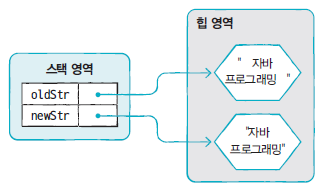 힙 영역
스택 영역
oldStr
newStr
" 자바
프로그래밍 "
"자바
프로그래밍"